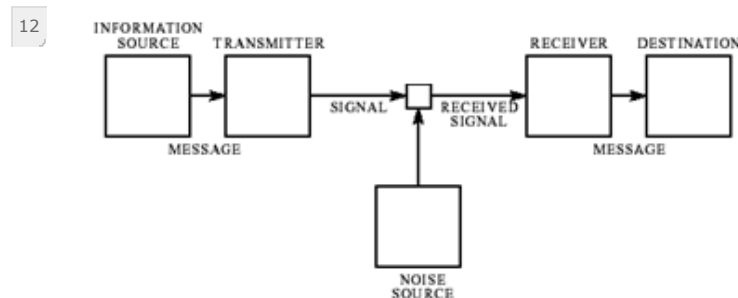 12
INFORMATION
SOURCE
TRANSMITTER
RECEIVER
DESTINATION
SIGNAL
RECEIVED
SIGNAL
MESSAGE
MESSAGE
NOISE
SOURCE